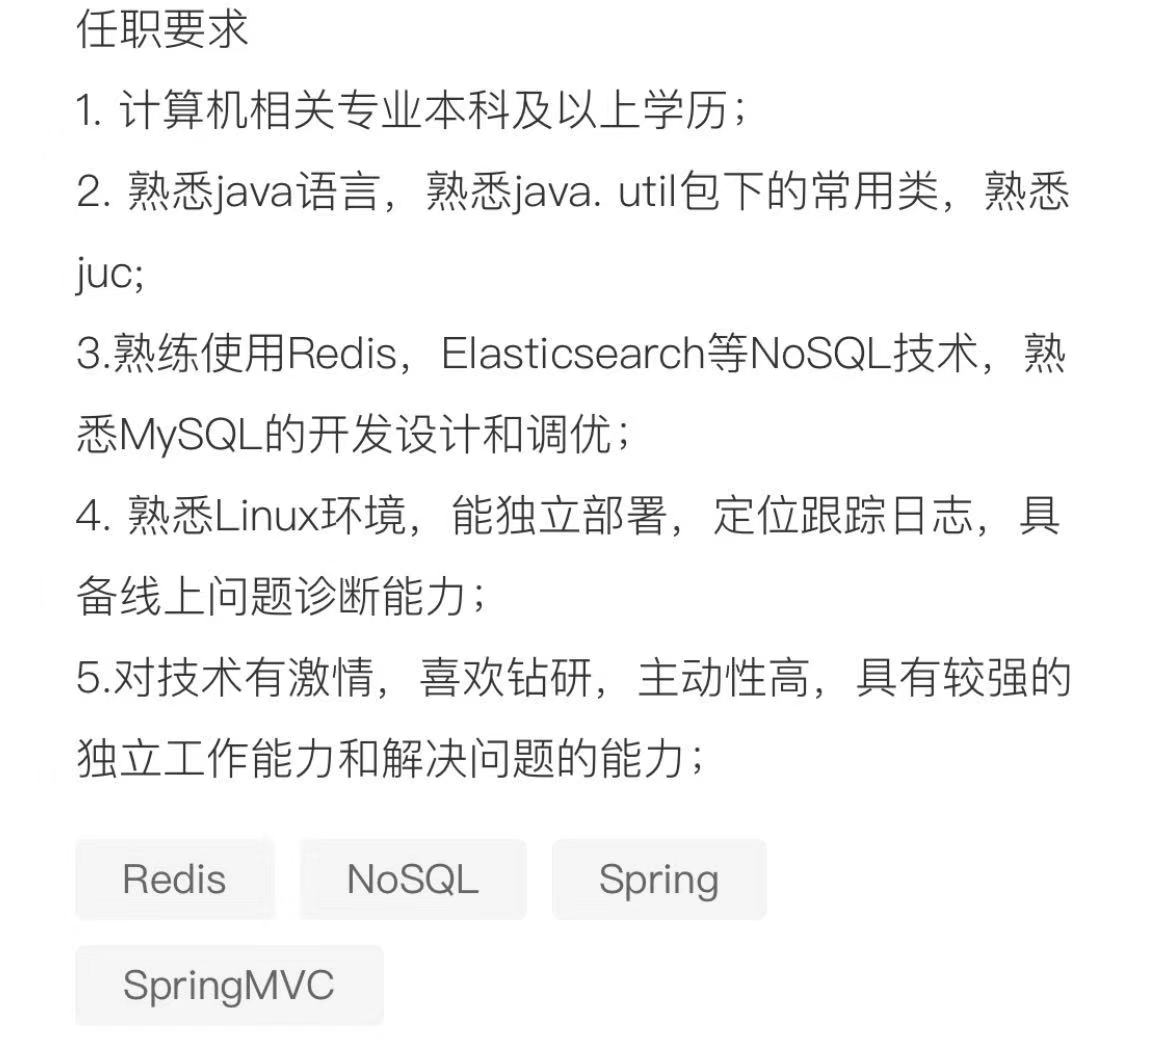 任职要求
1. 计算机相关专业本科及以上学历；
2. 熟悉java语言，熟悉java. util包下的常用类，熟悉
juc;
3.熟练使用Redis，Elasticsearch等NoSQL技术，熟
悉MySQL的开发设计和调优；
4. 熟悉Linux环境，能独立部署，定位跟踪日志，具
备线上问题诊断能力；
5.对技术有激情，喜欢钻研，主动性高，具有较强的
独立工作能力和解决问题的能力；
Redis NoSQL Spring
SpringMVC